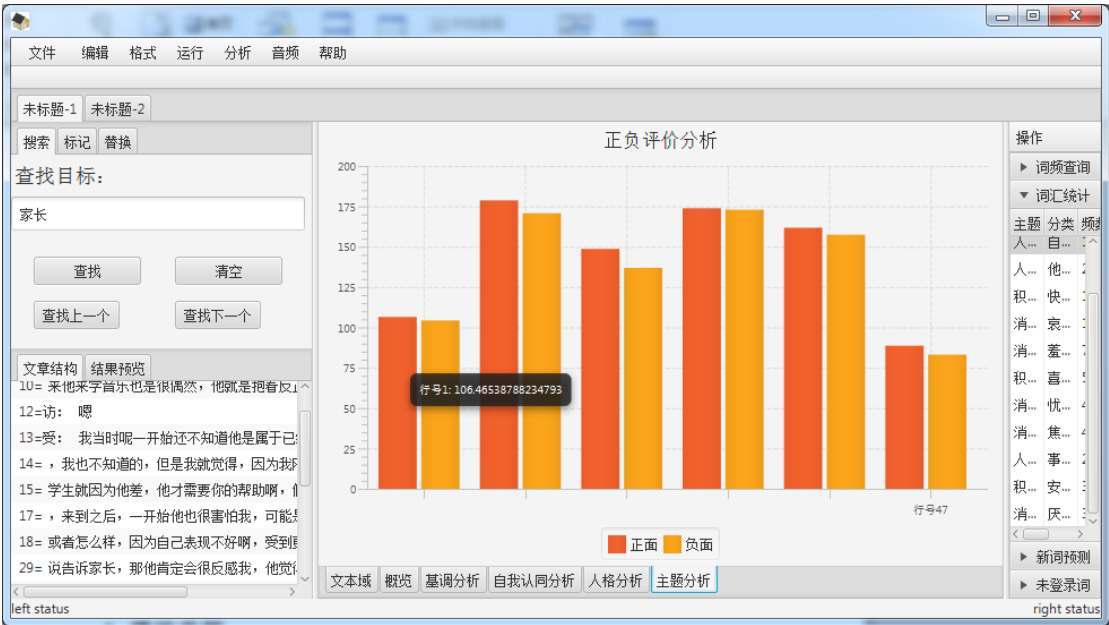 文件 编辑 格式 运行 分析 音频 帮助
未标题-1 未标题-2
搜索 标记 替换
查找目标:
家长
查找 清空
查找上一个 查找下一个
文章结构 结果预览
12=访: 嗯
13=受: 我当时呢一开始还不知道他是属于已
14= ，我也不知道的，但是我就觉得，因为我
15= 学生就因为他差，他才需要你的帮助啊，
17= ，来到之后，一开始他也很害怕我，可能
18= 或者怎么样，因为自己表现不好啊，受到
29= 说告诉家长，那他肯定会很反感我，他觉
left status
正负评价分析
200
175
150
125
100
75
50
25
0
行号1: 106.46538788234793
行号47
正面 负面
文本域 概览 基调分析 自我认同分析 人格分析 主题分析
操作
词频查询
词汇统计
主题 分类 频
人... 自...
人... 他...
积... 快...
消... 哀...
消... 羞...
积... 喜...
消... 忧...
消... 焦...
人... 事...
积... 安...
消... 厌...
新词预测
未登录词
right status